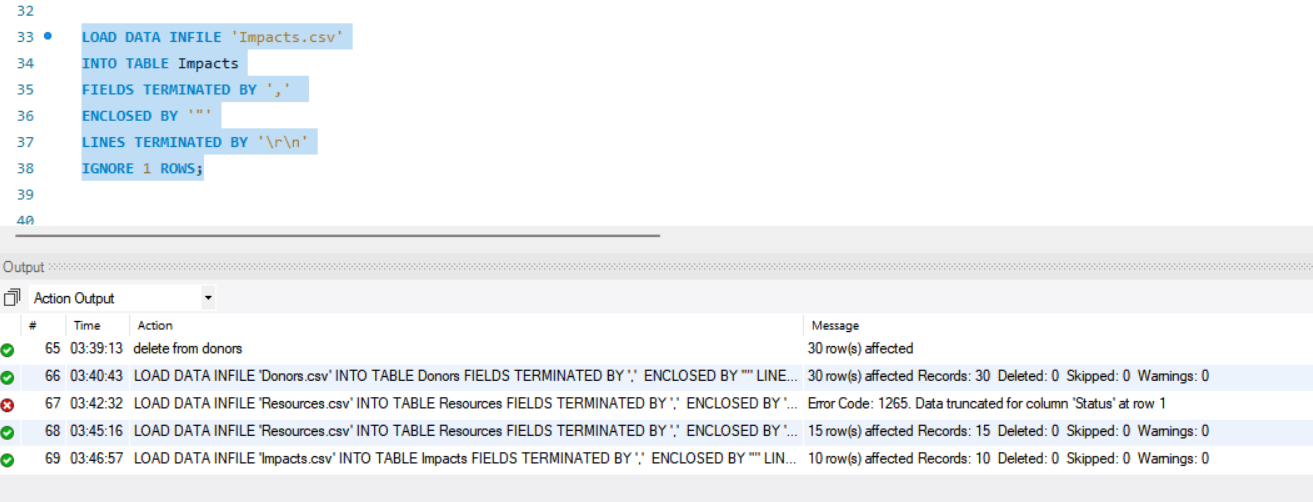 32
33 LOAD DATA INFILE 'Impacts.csv'
34 INTO TABLE Impacts
35 FIELDS TERMINATED BY ','
36 ENCLOSED BY '"'
37 LINES TERMINATED BY '\r\n'
38 IGNORE 1 ROWS;
39
40
Output
Action Output
# Time Action Message
65 03:39:13 delete from donors 30 row(s) affected
66 03:40:43 LOAD DATA INFILE 'Donors.csv' INTO TABLE Donors FIELDS TERMINATED BY ',' ENCLOSED BY '"' LINE... 30 row(s) affected Records: 30 Deleted: 0 Skipped: 0 Warnings: 0
67 03:42:32 LOAD DATA INFILE 'Resources.csv' INTO TABLE Resources FIELDS TERMINATED BY ',' ENCLOSED BY '... Error Code: 1265. Data truncated for column 'Status' at row 1
68 03:45:16 LOAD DATA INFILE 'Resources.csv' INTO TABLE Resources FIELDS TERMINATED BY ',' ENCLOSED BY '... 15 row(s) affected Records: 15 Deleted: 0 Skipped: 0 Warnings: 0
69 03:46:57 LOAD DATA INFILE 'Impacts.csv' INTO TABLE Impacts FIELDS TERMINATED BY ',' ENCLOSED BY '"' LIN... 10 row(s) affected Records: 10 Deleted: 0 Skipped: 0 Warnings: 0